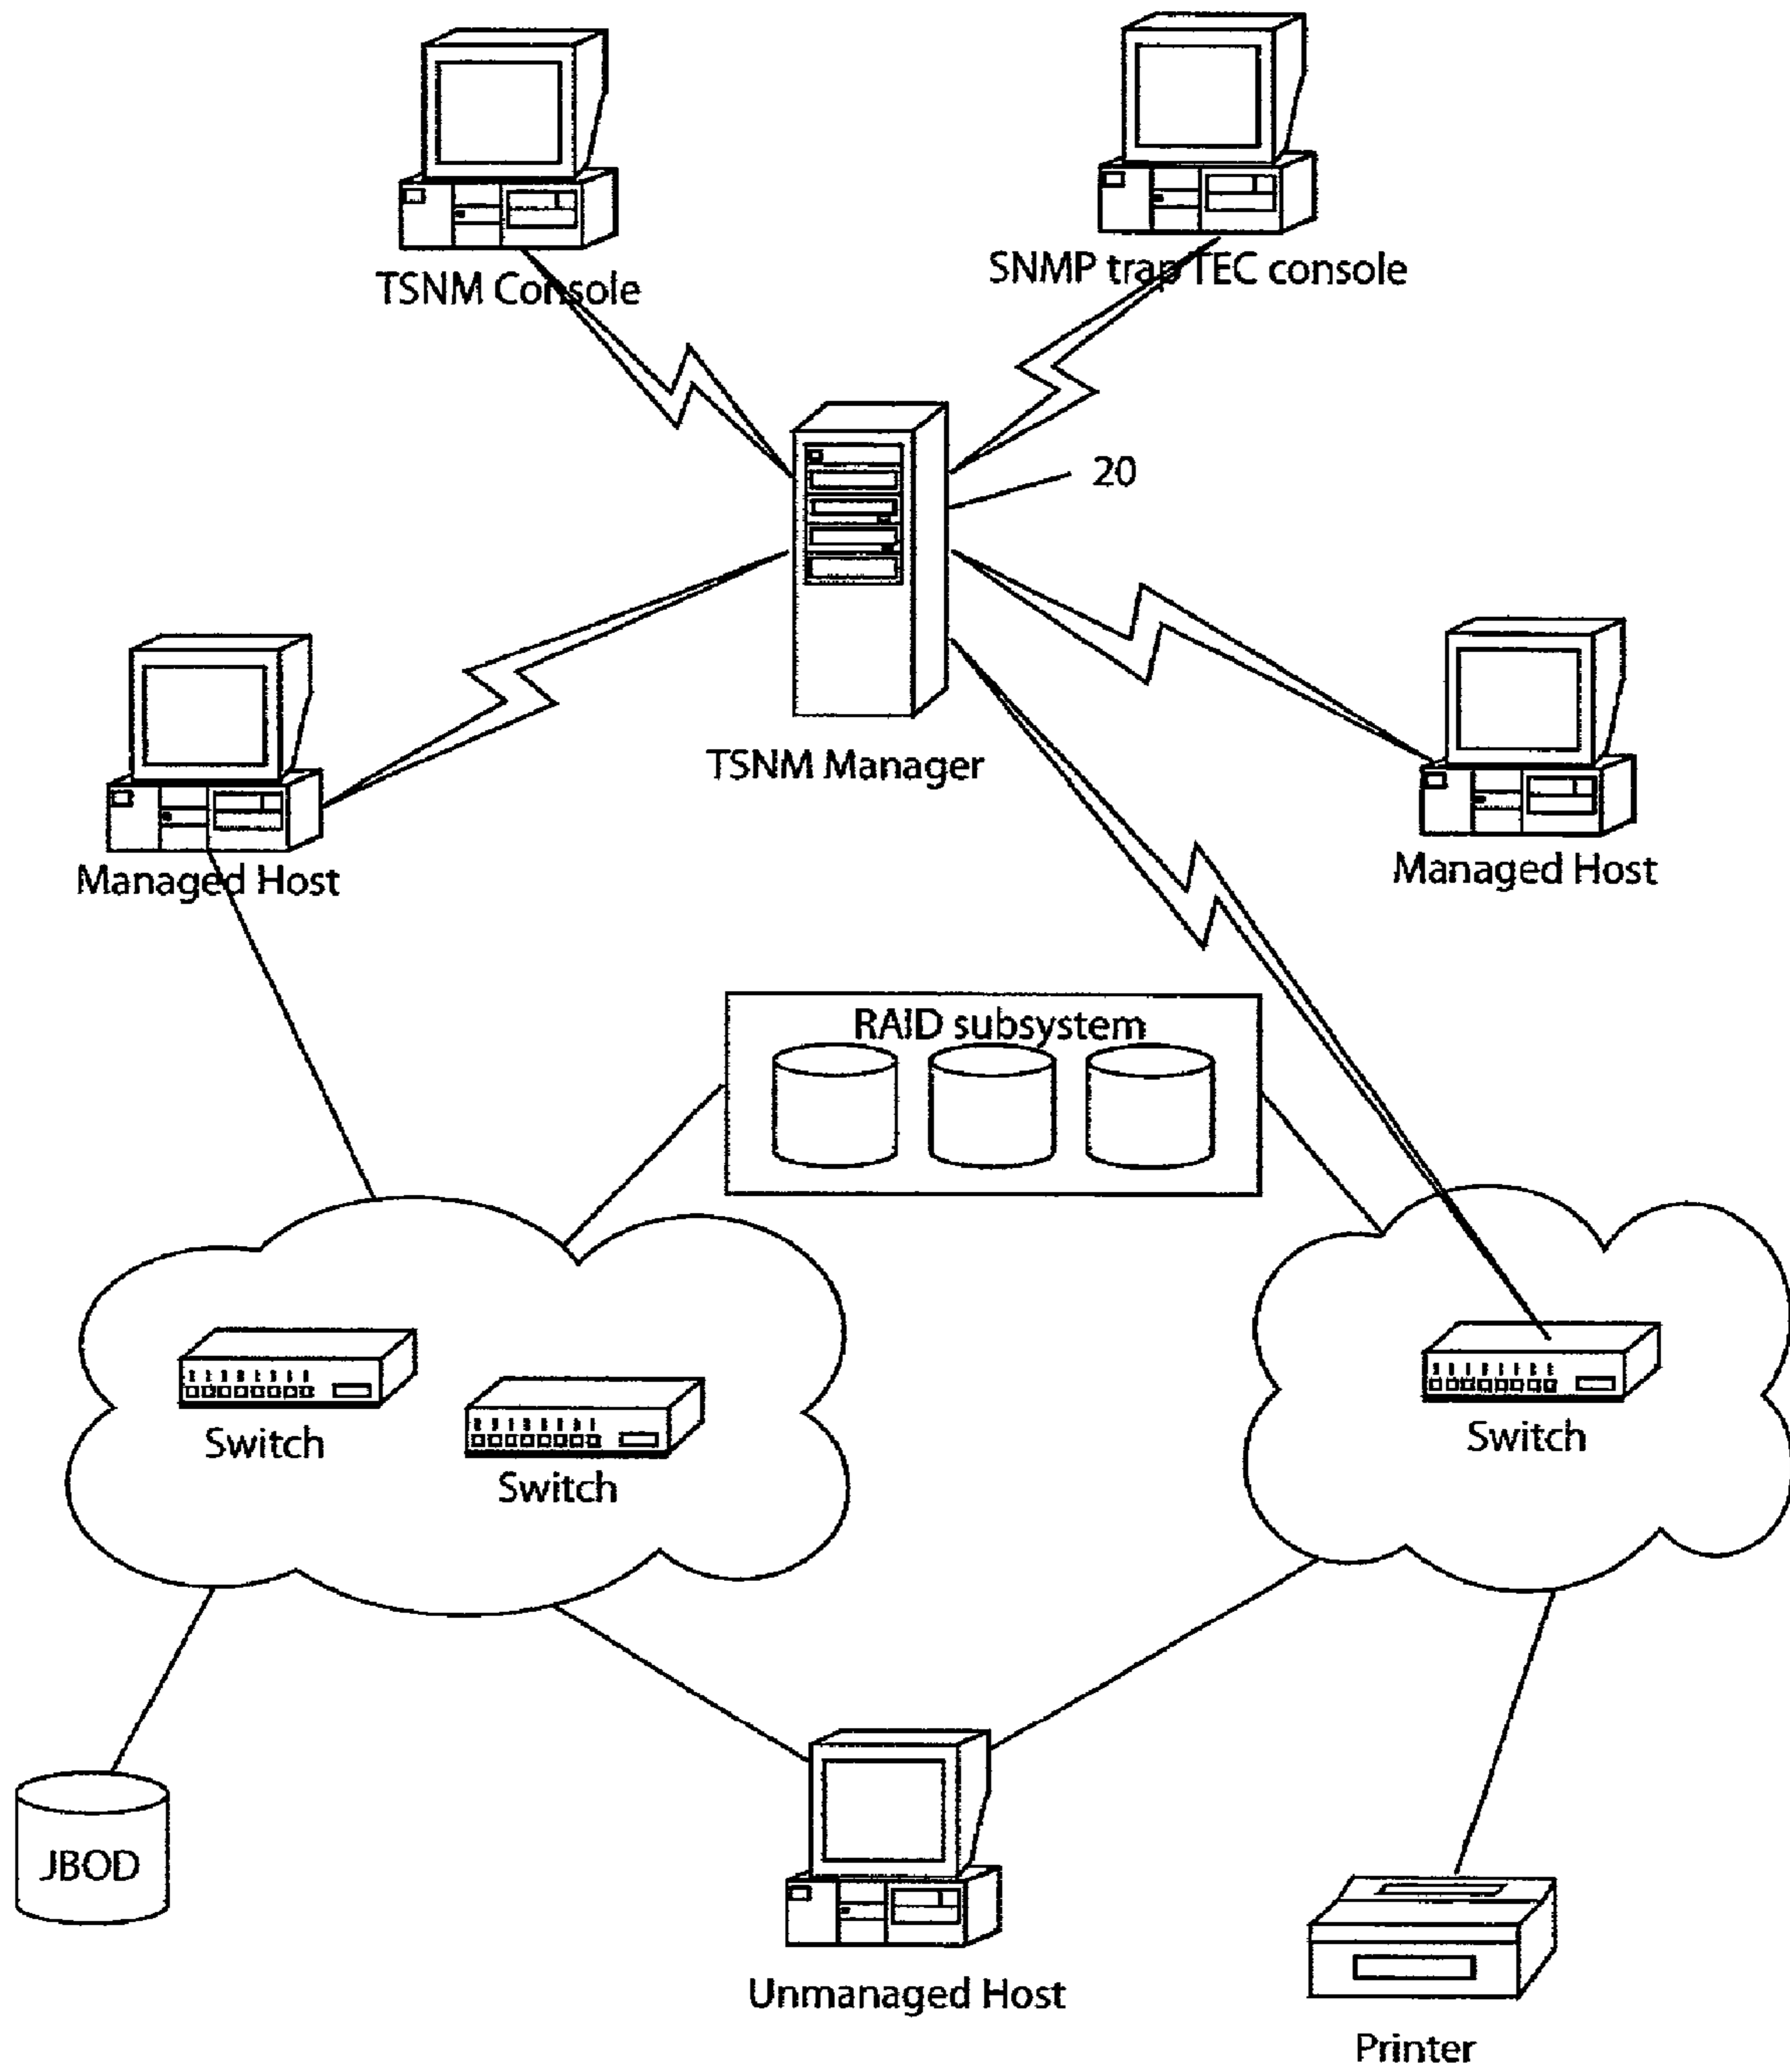 TSNM Console
SNMP trap TEC console
20
TSNM Manager
Managed Host
Managed Host
RAID subsystem
Switch
Switch
Switch
JBOD
Unmanaged Host
Printer